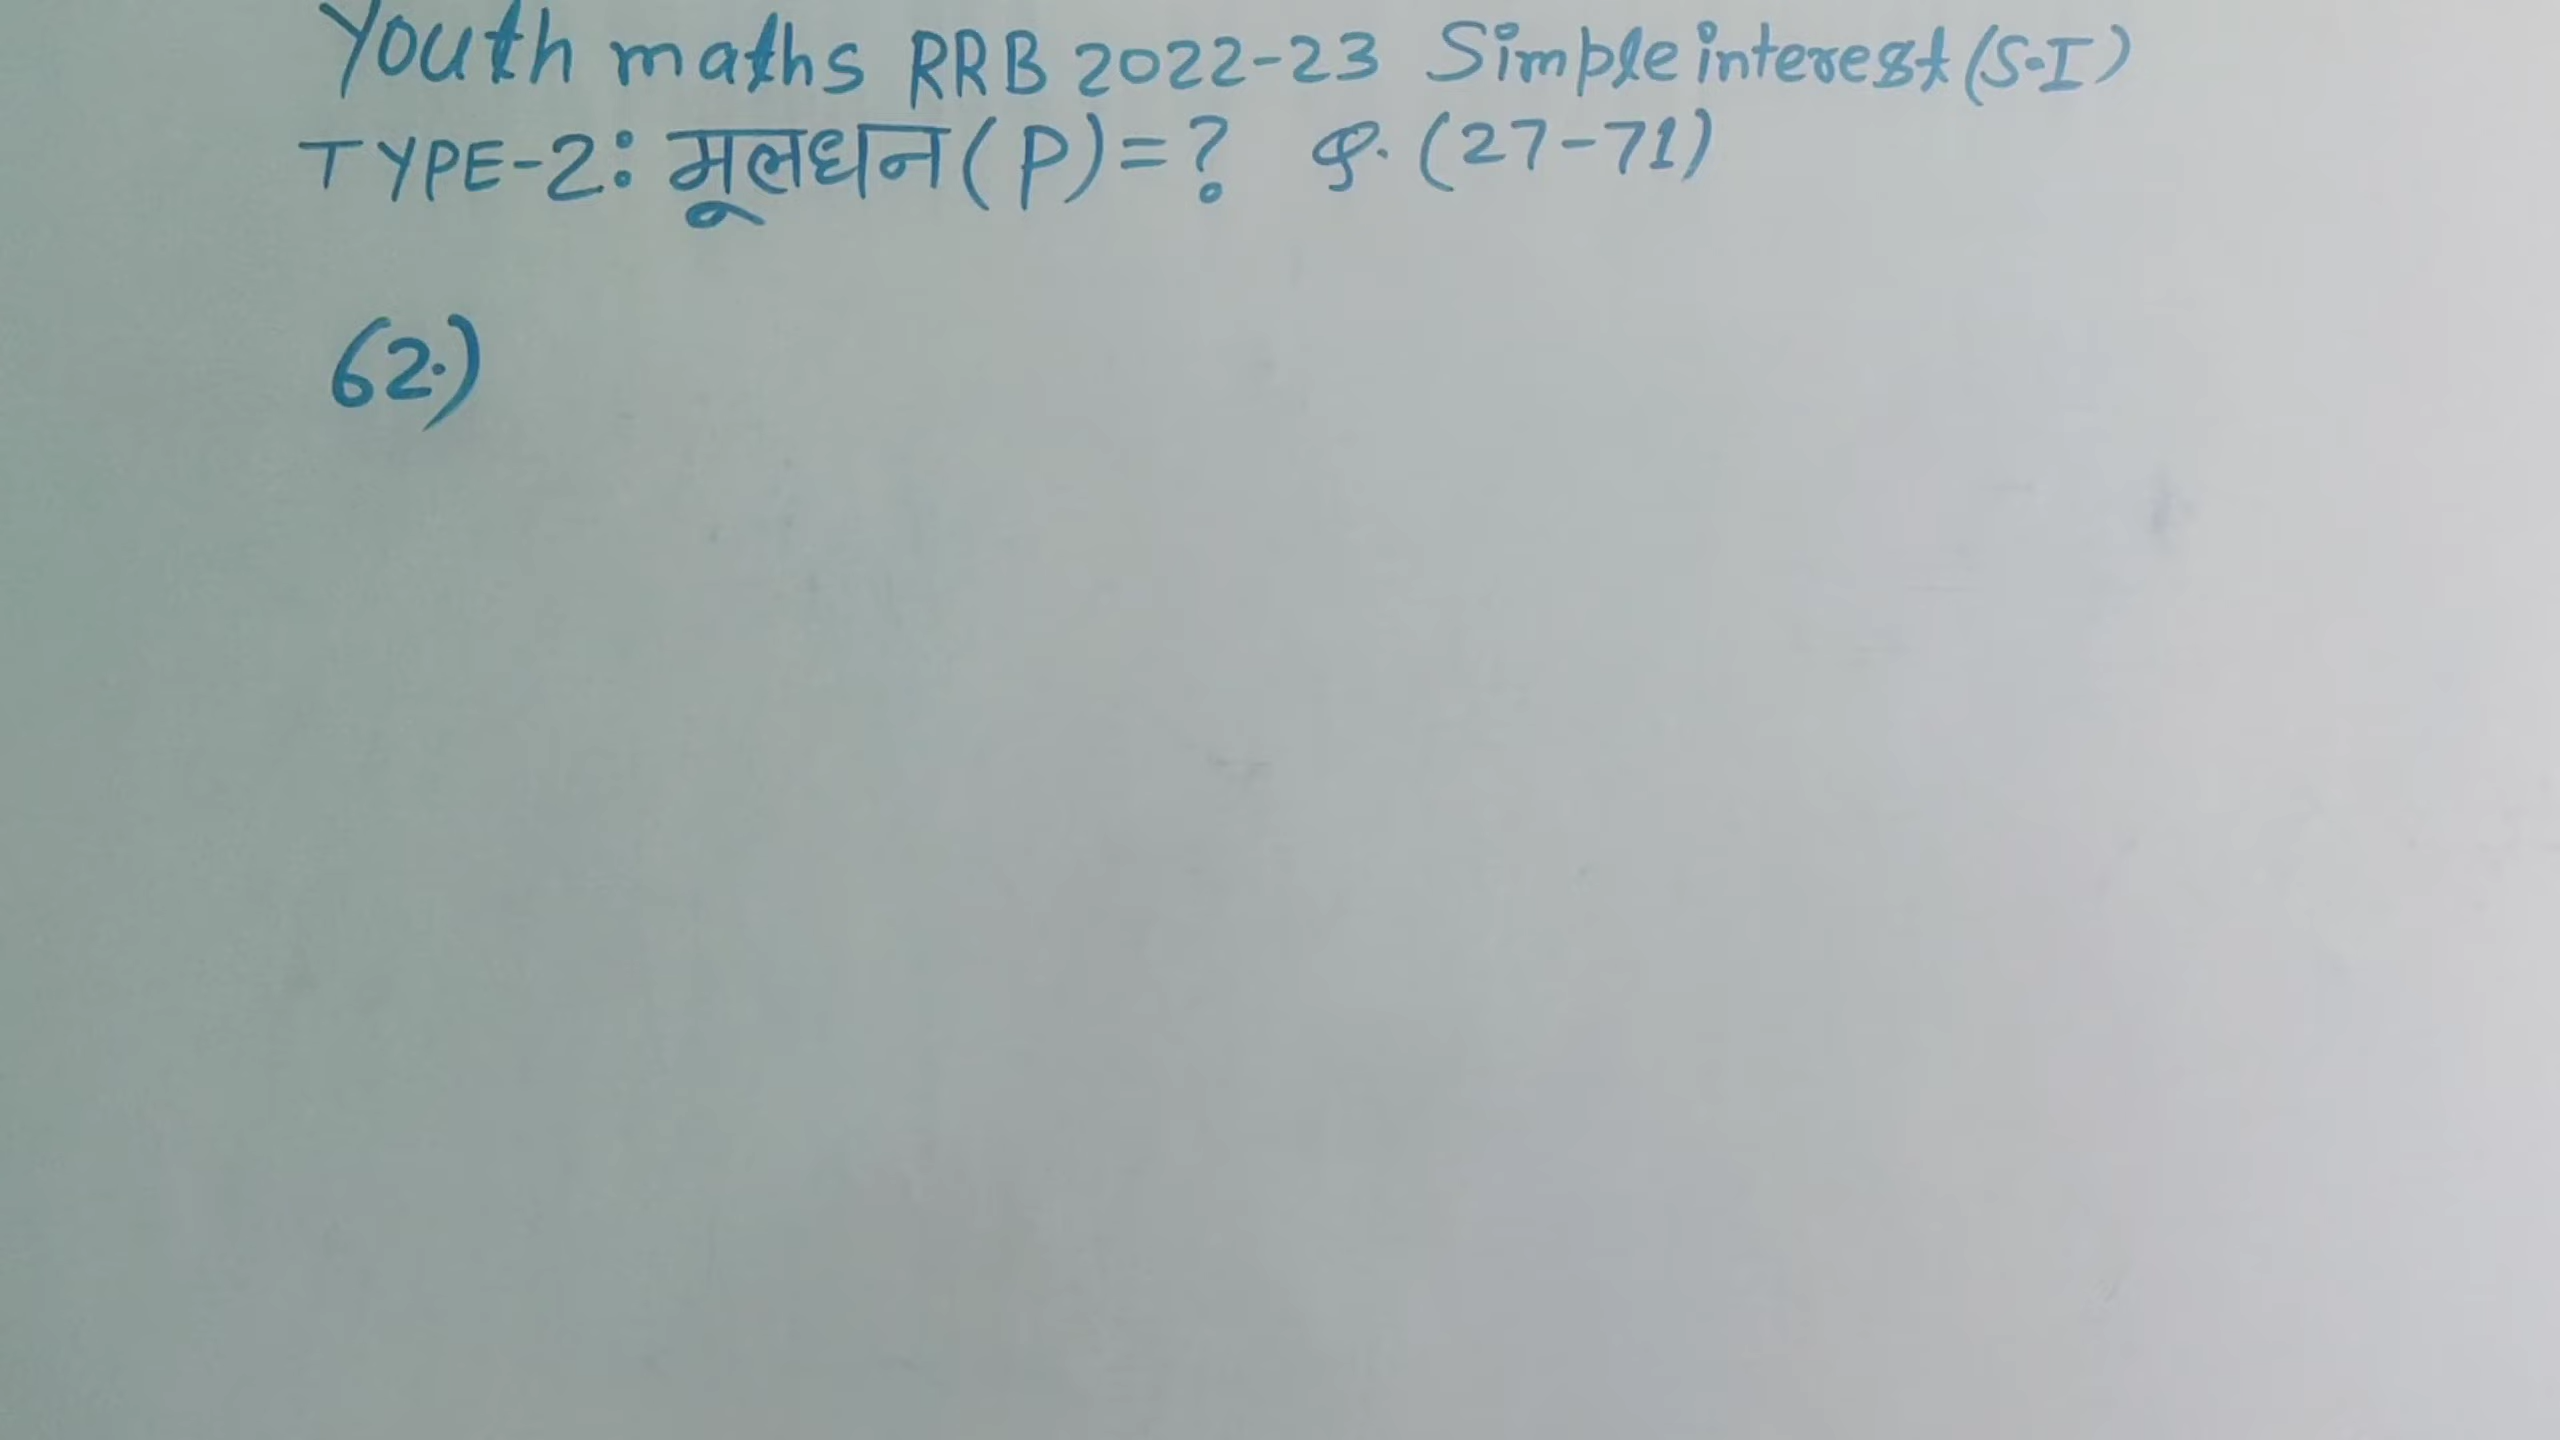 Youth maths RRB 2022-23 Simple interest (S.I)
TYPE-2: मूलधन (P) = ? Q. (27-71)
62.)